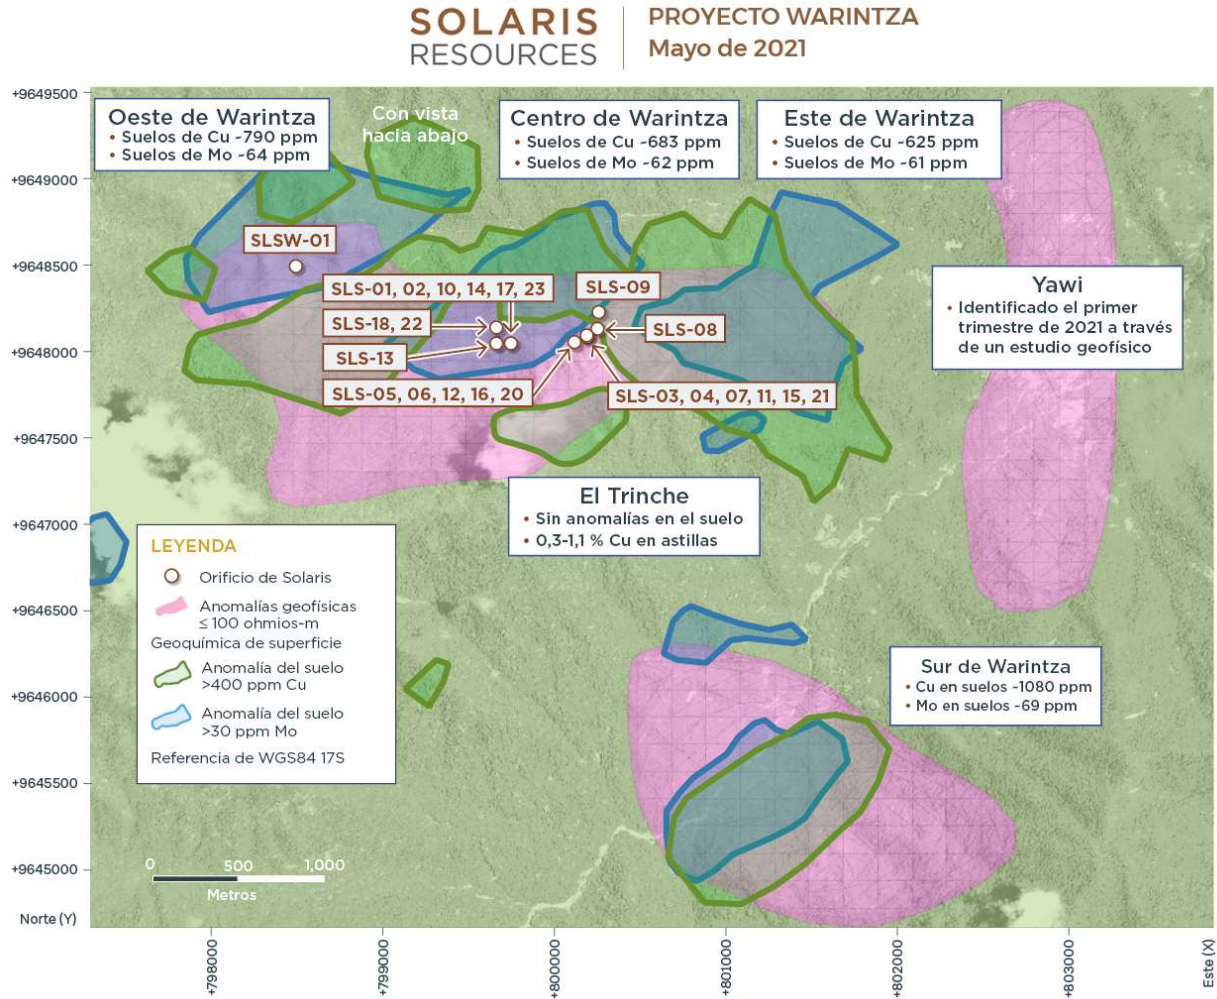 SOLARIS
RESOURCES
PROYECTO WARINTZA
Mayo de 2021
+9649500
+9649000
+9648500
+9648000
+9647500
+9647000
+9646500
+9646000
+9645500
+9645000
Norte (Y)
Oeste de Warintza
• Suelos de Cu ~790 ppm
• Suelos de Mo ~64 ppm
Con vista
hacia abajo
Centro de Warintza
• Suelos de Cu ~683 ppm
• Suelos de Mo ~62 ppm
Este de Warintza
• Suelos de Cu ~625 ppm
• Suelos de Mo ~61 ppm
SLSW-01
SLS-01, 02, 10, 14, 17, 23
SLS-09
SLS-18, 22
SLS-08
SLS-13
SLS-05, 06, 12, 16, 20
SLS-03, 04, 07, 11, 15, 21
Yawi
• Identificado el primer
trimestre de 2021 a través
de un estudio geofísico
El Trinche
• Sin anomalías en el suelo
• 0,3-1,1 % Cu en astillas
LEYENDA
Orificio de Solaris
Anomalías geofísicas
≤ 100 ohmios-m
Geoquímica de superficie
Anomalía del suelo
>400 ppm Cu
Anomalía del suelo
>30 ppm Mo
Referencia de WGS84 17S
Sur de Warintza
• Cu en suelos ~1080 ppm
• Mo en suelos ~69 ppm
0 500 1,000
Metros
+798000
+799000
+800000
+801000
+802000
+803000
Este (X)